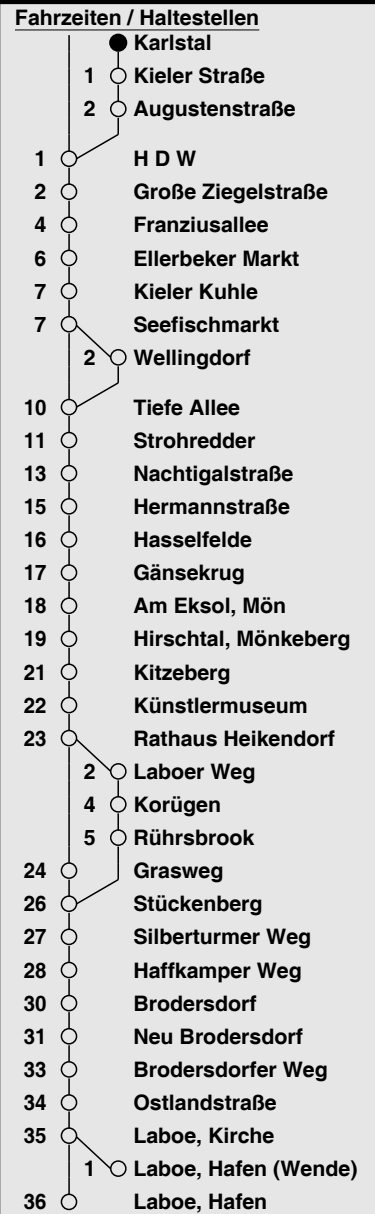 Fahrzeiten / Haltestellen
Karlstal
1 Kieler Straße
2 Augustenstraße
1 H D W
2 Große Ziegelstraße
4 Franziusallee
6 Ellerbeker Markt
7 Kieler Kuhle
7 Seefischmarkt
2 Wellingdorf
10 Tiefe Allee
11 Strohredder
13 Nachtigalstraße
15 Hermannstraße
16 Hasselfelde
17 Gänsekrug
18 Am Eksol, Mön
19 Hirschtal, Mönkeberg
21 Kitzeberg
22 Künstlermuseum
23 Rathaus Heikendorf
2 Laboer Weg
4 Korügen
5 Rührsbrook
24 Grasweg
26 Stückenberg
27 Silberturmer Weg
28 Haffkamper Weg
30 Brodersdorf
31 Neu Brodersdorf
33 Brodersdorfer Weg
34 Ostlandstraße
35 Laboe, Kirche
1 Laboe, Hafen (Wende)
36 Laboe, Hafen